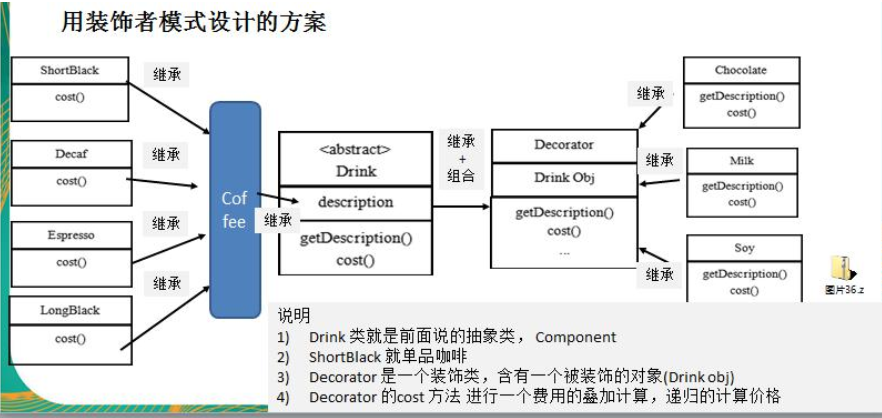 用装饰者模式设计的方案
ShortBlack
cost()
继承
Decaf
cost()
继承
Espresso
cost()
继承
LongBlack
cost()
继承
Cof
fee
继承
<abstract>
Drink
description
getDescription()
cost()
继承
+
组合
Decorator
Drink Obj
getDescription()
cost()
...
继承
Chocolate
getDescription()
cost()
继承
Milk
getDescription()
cost()
继承
Soy
getDescription()
cost()
图片36.z
说明
1) Drink 类就是前面说的抽象类， Component
2) ShortBlack 就单品咖啡
3) Decorator 是一个装饰类，含有一个被装饰的对象(Drink obj)
4) Decorator 的cost 方法 进行一个费用的叠加计算，递归的计算价格